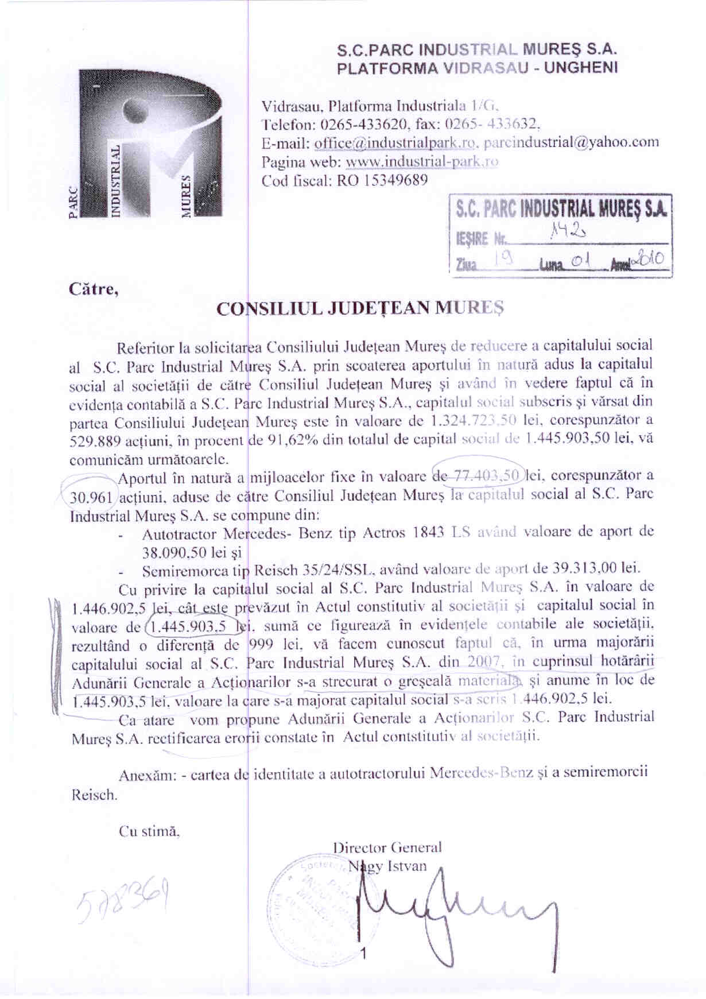 S.C.PARC INDUSTRIAL MUREŞ S.A.
PLATFORMA VIDRASAU - UNGHENI
PARC
INDUSTRIAL
MURES
Vidrasau, Platforma Industriala 1/G,
Telefon: 0265-433620, fax: 0265- 433632,
E-mail: office@industrialpark.ro, parcindustrial@yahoo.com
Pagina web: www.industrial-park.ro
Cod fiscal: RO 15349689
S.C. PARC INDUSTRIAL MUREŞ S.A.
IEŞIRE Nr. 142
Ziua 19 Luna 01 Anul 2010
Către,
CONSILIUL JUDEŢEAN MUREŞ
Referitor la solicitarea Consiliului Judeţean Mureş de reducere a capitalului social
al S.C. Parc Industrial Mureş S.A. prin scoaterea aportului în natură adus la capitalul
social al societăţii de către Consiliul Judeţean Mureş şi având în vedere faptul că în
evidenţa contabilă a S.C. Parc Industrial Mureş S.A., capitalul social subscris şi vărsat din
partea Consiliului Judeţean Mureş este în valoare de 1.324.723,50 lei, corespunzător a
529.889 acţiuni, în procent de 91,62% din totalul de capital social de 1.445.903,50 lei, vă
comunicăm următoarele.
Aportul în natură a mijloacelor fixe în valoare de 77.403,50 lei, corespunzător a
30.961 acţiuni, aduse de către Consiliul Judeţean Mureş la capitalul social al S.C. Parc
Industrial Mureş S.A. se compune din:
- Autotractor Mercedes- Benz tip Actros 1843 LS având valoare de aport de
38.090,50 lei şi
- Semiremorca tip Reisch 35/24/SSL, având valoare de aport de 39.313,00 lei.
Cu privire la capitalul social al S.C. Parc Industrial Mureş S.A. în valoare de
1.446.902,5 lei, cât este prevăzut în Actul constitutiv al societăţii şi capitalul social în
valoare de 1.445.903,5 lei, sumă ce figurează în evidenţele contabile ale societăţii,
rezultând o diferenţă de 999 lei, vă facem cunoscut faptul că, în urma majorării
capitalului social al S.C. Parc Industrial Mureş S.A. din 2007, în cuprinsul hotărârii
Adunării Generale a Acţionarilor s-a strecurat o greşeală materială, şi anume în loc de
1.445.903,5 lei, valoare la care s-a majorat capitalul social s-a scris 1.446.902,5 lei.
Ca atare vom propune Adunării Generale a Acţionarilor S.C. Parc Industrial
Mureş S.A. rectificarea erorii constate în Actul contstitutiv al societăţii.
Anexăm: - cartea de identitate a autotractorului Mercedes-Benz şi a semiremorcii
Reisch.
Cu stimă,
Director General
Nagy Istvan
578369
1